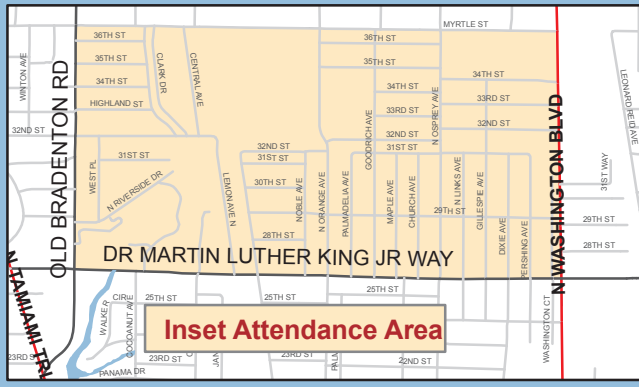 MYRTLE ST
36TH ST
36TH ST
WINTON AVE
OLD BRADENTON RD
35TH ST
CLARK DR
CENTRAL AVE
35TH ST
34TH ST
34TH ST
34TH ST
LEONARD REID AVE
HIGHLAND ST
GOODRICH AVE
33RD ST
N OSPREY AVE
33RD ST
N WASHINGTON BLVD
32ND ST
32ND ST
32ND ST
32ND ST
31ST ST
31ST ST
31ST ST
WEST PL
N RIVERSIDE DR
LEMON AVE N
30TH ST
NOBLE AVE
N ORANGE AVE
PALMADELIA AVE
MAPLE AVE
CHURCH AVE
N LINKS AVE
GILLESPIE AVE
DIXIE AVE
PERSHING AVE
31ST WAY
29TH ST
29TH ST
28TH ST
28TH ST
DR MARTIN LUTHER KING JR WAY
N TAMIAMI TRL
25TH ST
25TH ST
25TH ST
WALKER
CIR
COCOANUT AVE
Inset Attendance Area
WASHINGTON CT
23RD S
23RD ST
23RD ST
22ND ST
PANAMA DR